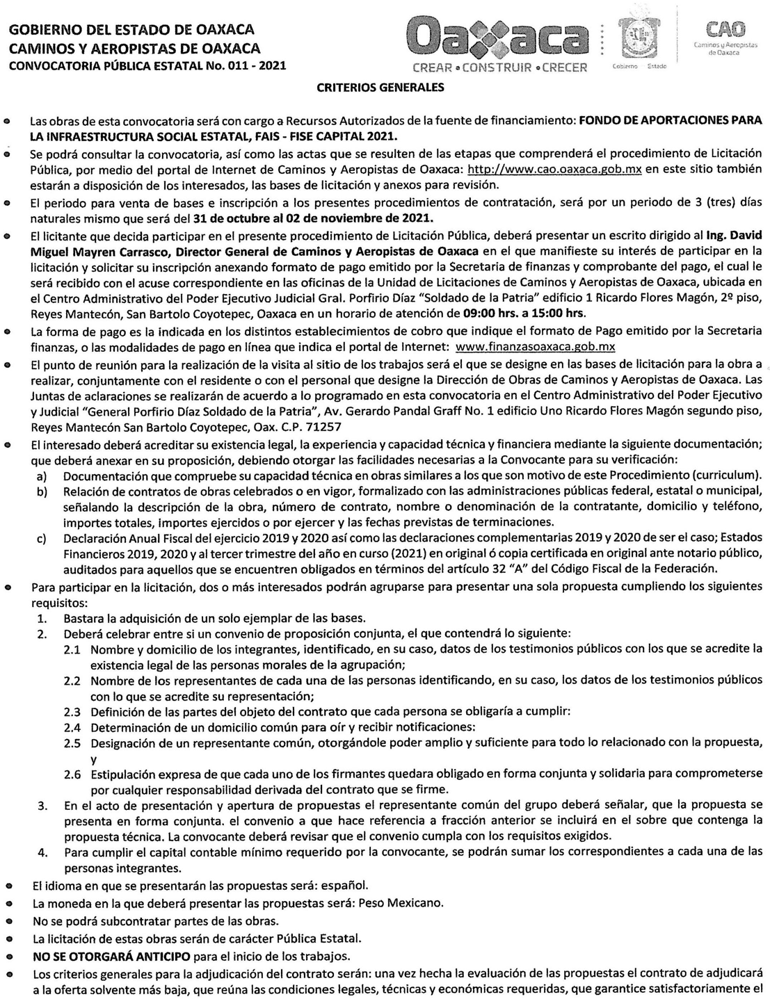 GOBIERNO DEL ESTADO DE OAXACA
CAMINOS Y AEROPISTAS DE OAXACA
CONVOCATORIA PÚBLICA ESTATAL No. 011 - 2021
Oaxaca
CREAR • CONSTRUIR • CRECER
Gobierno Estado
CAO
Caminos y Aeropistas
de Oaxaca
CRITERIOS GENERALES
• Las obras de esta convocatoria será con cargo a Recursos Autorizados de la fuente de financiamiento: FONDO DE APORTACIONES PARA
LA INFRAESTRUCTURA SOCIAL ESTATAL, FAIS - FISE CAPITAL 2021.
• Se podrá consultar la convocatoria, así como las actas que se resulten de las etapas que comprenderá el procedimiento de Licitación
Pública, por medio del portal de Internet de Caminos y Aeropistas de Oaxaca: http://www.cao.oaxaca.gob.mx en este sitio también
estarán a disposición de los interesados, las bases de licitación y anexos para revisión.
• El periodo para venta de bases e inscripción a los presentes procedimientos de contratación, será por un periodo de 3 (tres) días
naturales mismo que será del 31 de octubre al 02 de noviembre de 2021.
• El licitante que decida participar en el presente procedimiento de Licitación Pública, deberá presentar un escrito dirigido al Ing. David
Miguel Mayren Carrasco, Director General de Caminos y Aeropistas de Oaxaca en el que manifieste su interés de participar en la
licitación y solicitar su inscripción anexando formato de pago emitido por la Secretaria de finanzas y comprobante del pago, el cual le
será recibido con el acuse correspondiente en las oficinas de la Unidad de Licitaciones de Caminos y Aeropistas de Oaxaca, ubicada en
el Centro Administrativo del Poder Ejecutivo Judicial Gral. Porfirio Díaz "Soldado de la Patria" edificio 1 Ricardo Flores Magón, 2º piso,
Reyes Mantecón, San Bartolo Coyotepec, Oaxaca en un horario de atención de 09:00 hrs. a 15:00 hrs.
• La forma de pago es la indicada en los distintos establecimientos de cobro que indique el formato de Pago emitido por la Secretaria
finanzas, o las modalidades de pago en línea que indica el portal de Internet: www.finanzasoaxaca.gob.mx
• El punto de reunión para la realización de la visita al sitio de los trabajos será el que se designe en las bases de licitación para la obra a
realizar, conjuntamente con el residente o con el personal que designe la Dirección de Obras de Caminos y Aeropistas de Oaxaca. Las
Juntas de aclaraciones se realizarán de acuerdo a lo programado en esta convocatoria en el Centro Administrativo del Poder Ejecutivo
y Judicial "General Porfirio Díaz Soldado de la Patria", Av. Gerardo Pandal Graff No. 1 edificio Uno Ricardo Flores Magón segundo piso,
Reyes Mantecón San Bartolo Coyotepec, Oax. C.P. 71257
• El interesado deberá acreditar su existencia legal, la experiencia y capacidad técnica y financiera mediante la siguiente documentación;
que deberá anexar en su proposición, debiendo otorgar las facilidades necesarias a la Convocante para su verificación:
a) Documentación que compruebe su capacidad técnica en obras similares a los que son motivo de este Procedimiento (curriculum).
b) Relación de contratos de obras celebrados o en vigor, formalizado con las administraciones públicas federal, estatal o municipal,
señalando la descripción de la obra, número de contrato, nombre o denominación de la contratante, domicilio y teléfono,
importes totales, importes ejercidos o por ejercer y las fechas previstas de terminaciones.
c) Declaración Anual Fiscal del ejercicio 2019 y 2020 así como las declaraciones complementarias 2019 y 2020 de ser el caso; Estados
Financieros 2019, 2020 y al tercer trimestre del año en curso (2021) en original ó copia certificada en original ante notario público,
auditados para aquellos que se encuentren obligados en términos del artículo 32 "A" del Código Fiscal de la Federación.
• Para participar en la licitación, dos o más interesados podrán agruparse para presentar una sola propuesta cumpliendo los siguientes
requisitos:
1. Bastara la adquisición de un solo ejemplar de las bases.
2. Deberá celebrar entre si un convenio de proposición conjunta, el que contendrá lo siguiente:
2.1 Nombre y domicilio de los integrantes, identificado, en su caso, datos de los testimonios públicos con los que se acredite la
existencia legal de las personas morales de la agrupación;
2.2 Nombre de los representantes de cada una de las personas identificando, en su caso, los datos de los testimonios públicos
con lo que se acredite su representación;
2.3 Definición de las partes del objeto del contrato que cada persona se obligaría a cumplir:
2.4 Determinación de un domicilio común para oír y recibir notificaciones:
2.5 Designación de un representante común, otorgándole poder amplio y suficiente para todo lo relacionado con la propuesta,
y
2.6 Estipulación expresa de que cada uno de los firmantes quedara obligado en forma conjunta y solidaria para comprometerse
por cualquier responsabilidad derivada del contrato que se firme.
3. En el acto de presentación y apertura de propuestas el representante común del grupo deberá señalar, que la propuesta se
presenta en forma conjunta. el convenio a que hace referencia a fracción anterior se incluirá en el sobre que contenga la
propuesta técnica. La convocante deberá revisar que el convenio cumpla con los requisitos exigidos.
4. Para cumplir el capital contable mínimo requerido por la convocante, se podrán sumar los correspondientes a cada una de las
personas integrantes.
• El idioma en que se presentarán las propuestas será: español.
• La moneda en la que deberá presentar las propuestas será: Peso Mexicano.
• No se podrá subcontratar partes de las obras.
• La licitación de estas obras serán de carácter Pública Estatal.
• NO SE OTORGARÁ ANTICIPO para el inicio de los trabajos.
• Los criterios generales para la adjudicación del contrato serán: una vez hecha la evaluación de las propuestas el contrato de adjudicará
a la oferta solvente más baja, que reúna las condiciones legales, técnicas y económicas requeridas, que garantice satisfactoriamente el